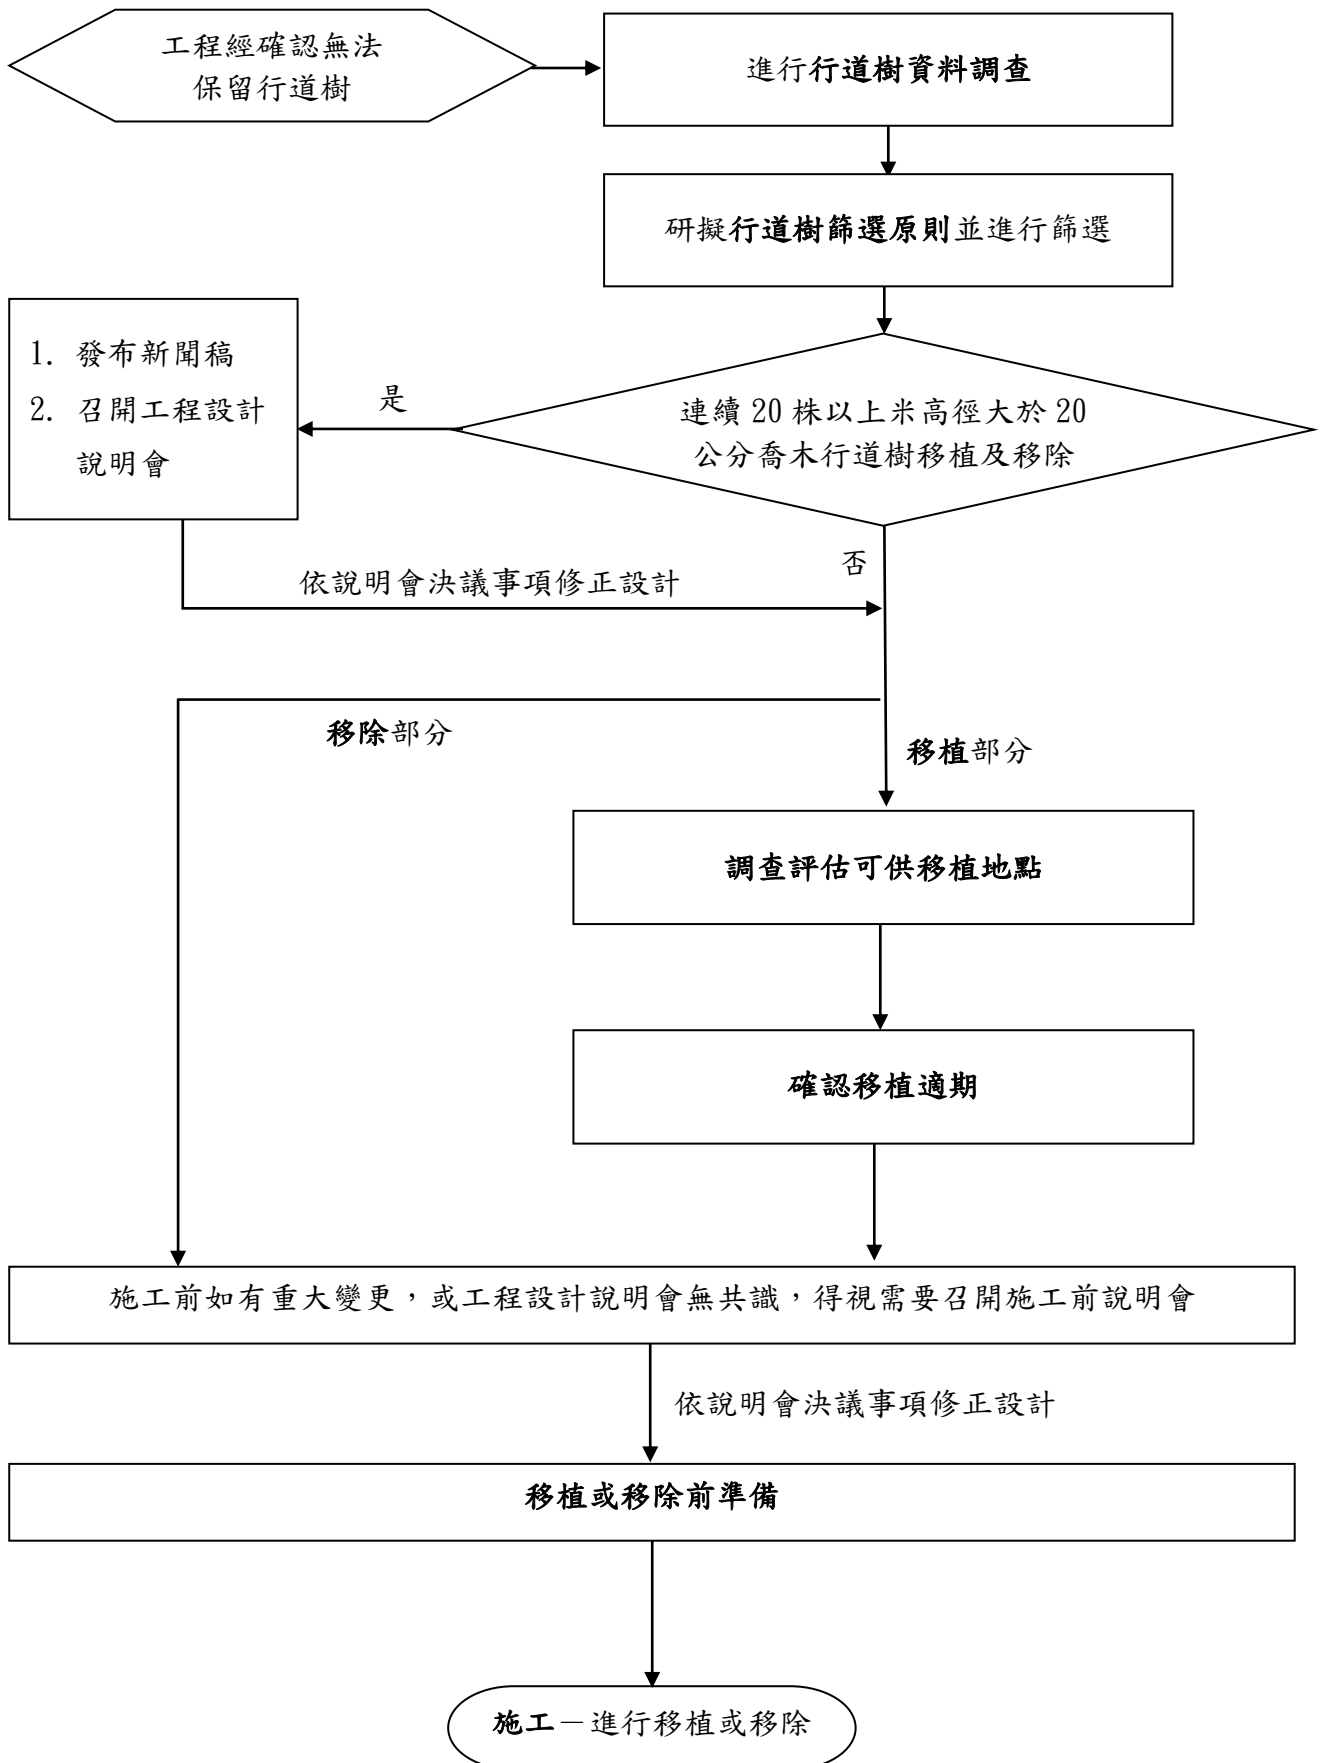 工程經確認無法
保留行道樹
進行行道樹資料調查
研擬行道樹篩選原則並進行篩選
連續 20 株以上米高徑大於 20
公分喬木行道樹移植及移除
是
1. 發布新聞稿
2. 召開工程設計
說明會
否
依說明會決議事項修正設計
移除部分
移植部分
調查評估可供移植地點
確認移植適期
施工前如有重大變更，或工程設計說明會無共識，得視需要召開施工前說明會
依說明會決議事項修正設計
移植或移除前準備
施工－進行移植或移除